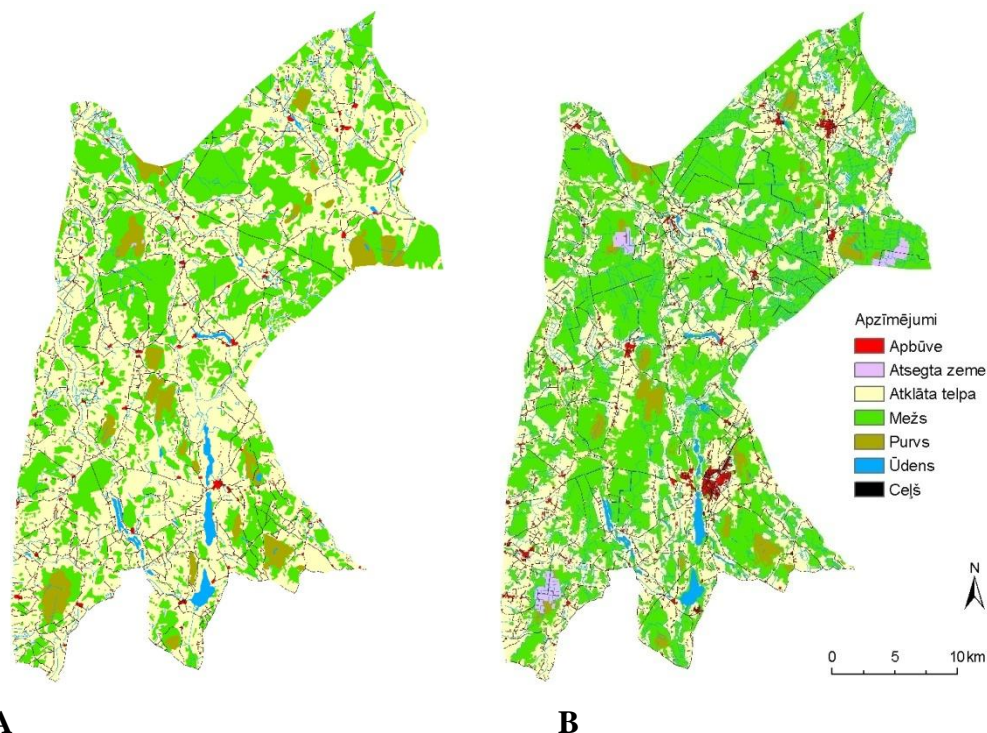 Apzīmējumi
Apbūve
Atsegta zeme
Atklāta telpa
Mežs
Purvs
Ūdens
Ceļš
N
0 5 10 km
A
B